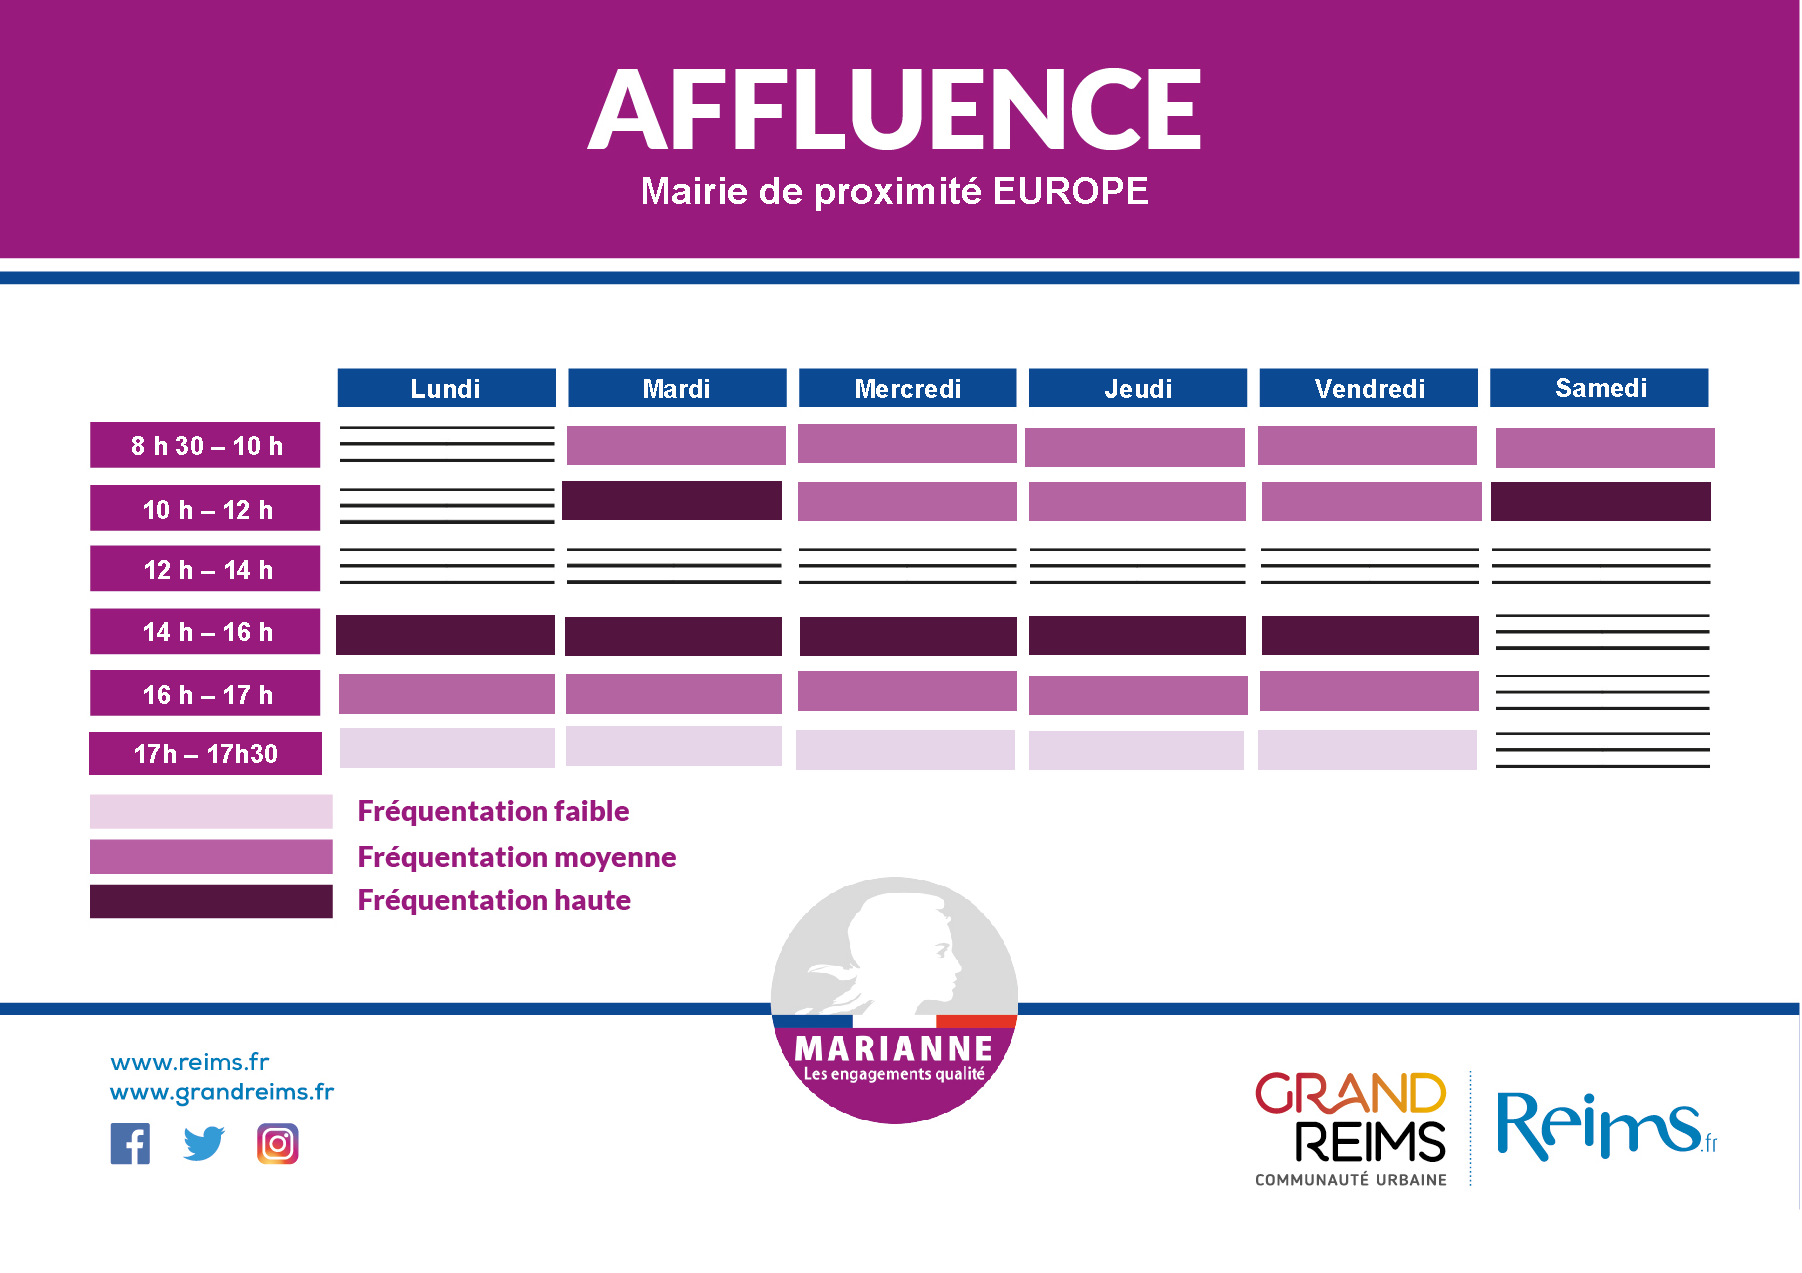 AFFLUENCE
Mairie de proximité EUROPE
Lundi Mardi Mercredi Jeudi Vendredi Samedi
8 h 30 – 10 h
10 h – 12 h
12 h – 14 h
14 h – 16 h
16 h – 17 h
17h – 17h30
Fréquentation faible
Fréquentation moyenne
Fréquentation haute
MARIANNE
Les engagements qualité
www.reims.fr
www.grandreims.fr
GRAND
REIMS
COMMUNAUTÉ URBAINE
Reims.fr